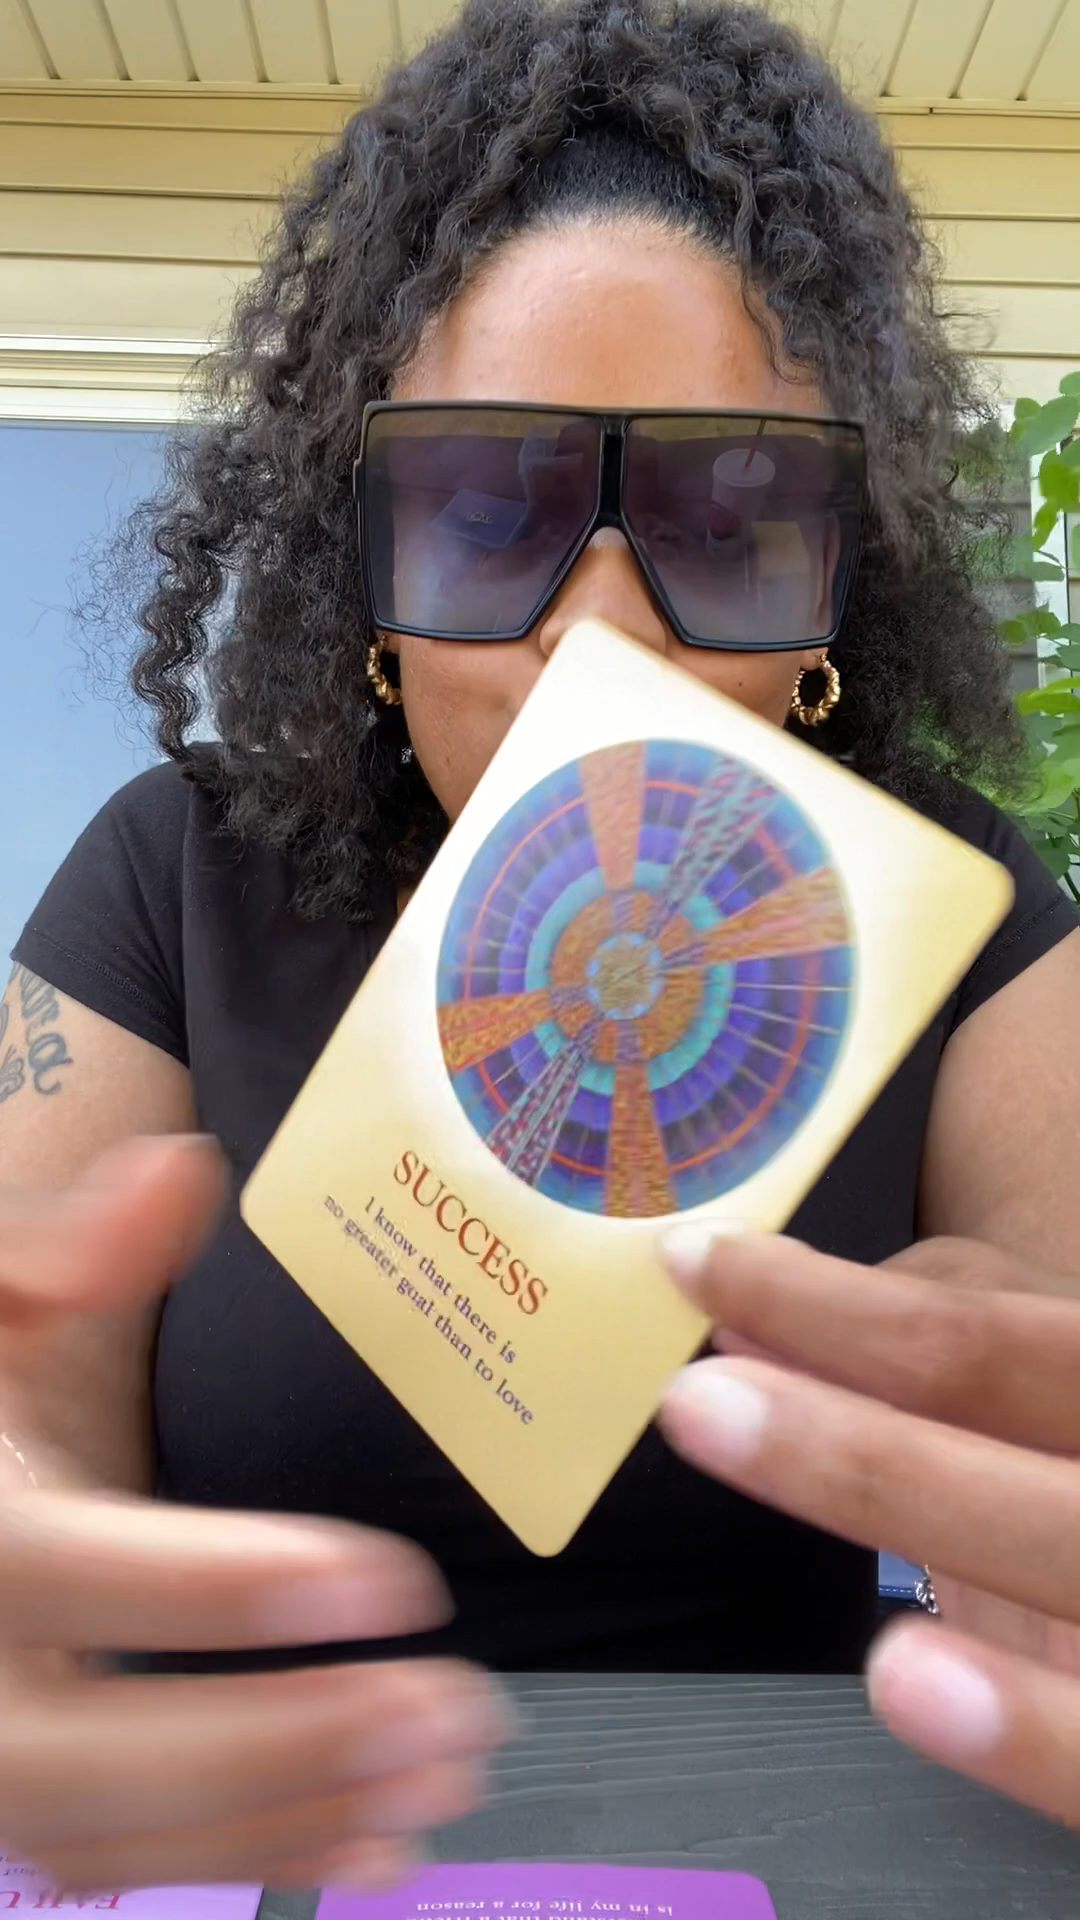 SUCCESS
I know that there is
no greater goal than to love
is in my life for a reason